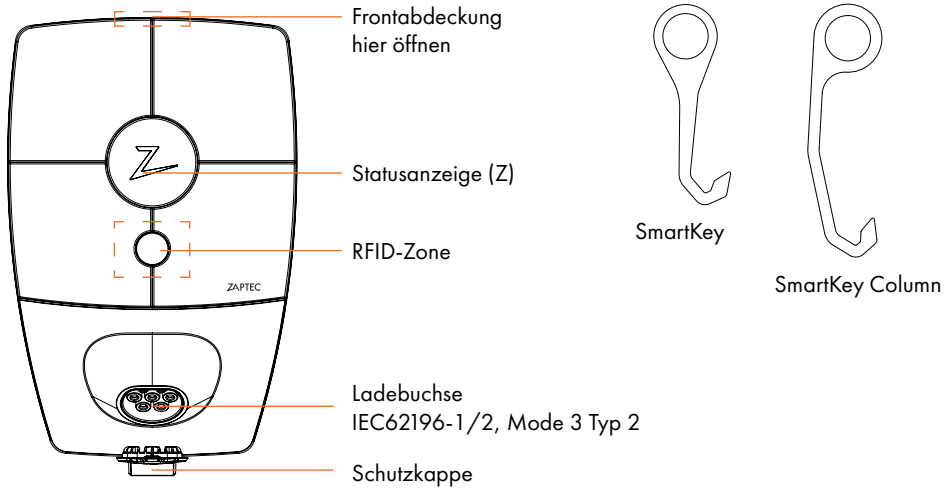 Frontabdeckung
hier öffnen
Statusanzeige (Z)
RFID-Zone
ZAPTEC
Ladebuchse
IEC62196-1/2, Mode 3 Typ 2
Schutzkappe
SmartKey
SmartKey Column